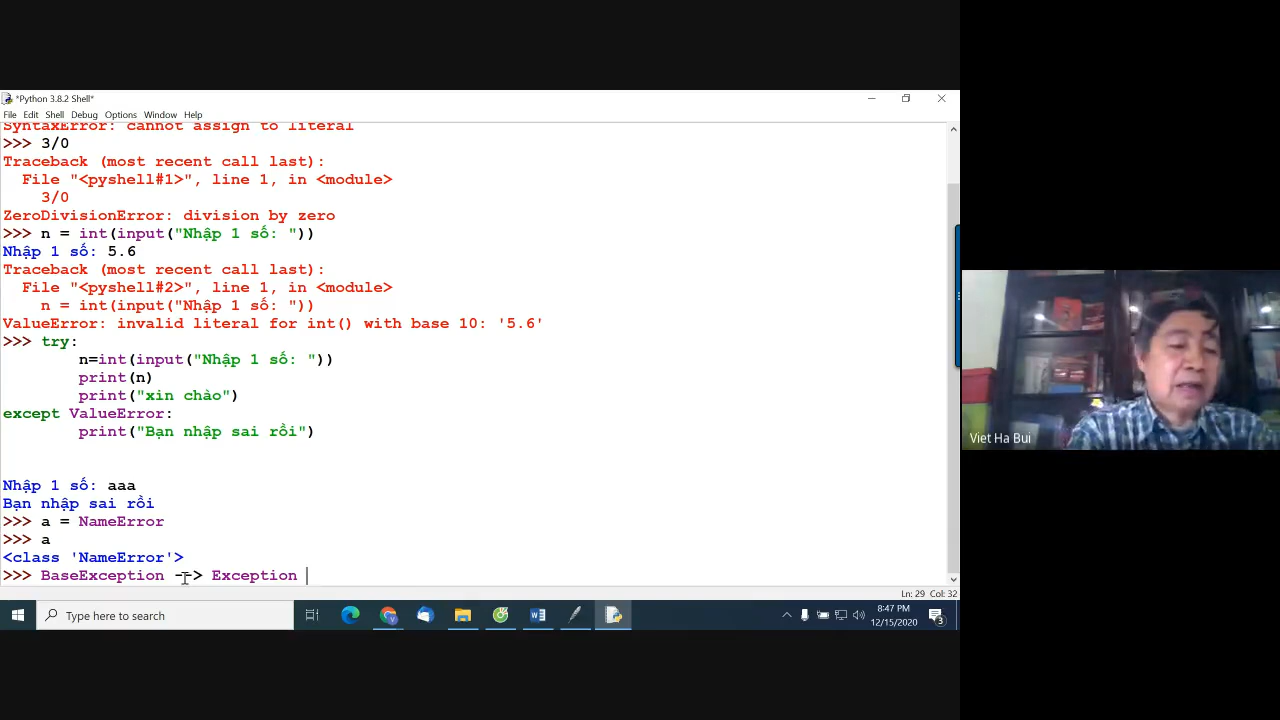 *Python 3.8.2 Shell*
File Edit Shell Debug Options Window Help
SyntaxError: cannot assign to literal
>>> 3/0
Traceback (most recent call last):
  File "<pyshell#1>", line 1, in <module>
    3/0
ZeroDivisionError: division by zero
>>> n = int(input("Nhập 1 số: "))
Nhập 1 số: 5.6
Traceback (most recent call last):
  File "<pyshell#2>", line 1, in <module>
    n = int(input("Nhập 1 số: "))
ValueError: invalid literal for int() with base 10: '5.6'
>>> try:
        n=int(input("Nhập 1 số: "))
        print(n)
        print("xin chào")
except ValueError:
        print("Bạn nhập sai rồi")
Nhập 1 số: aaa
Bạn nhập sai rồi
>>> a = NameError
>>> a
<class 'NameError'>
>>> BaseException --> Exception
Ln: 29 Col: 32
Viet Ha Bui
Type here to search
8:47 PM
12/15/2020
3